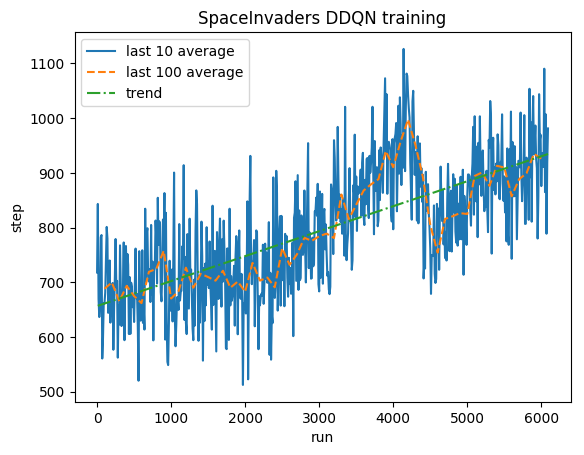 SpaceInvaders DDQN training
last 10 average
last 100 average
trend
1100
1000
900
800
700
600
500
step
0 1000 2000 3000 4000 5000 6000
run